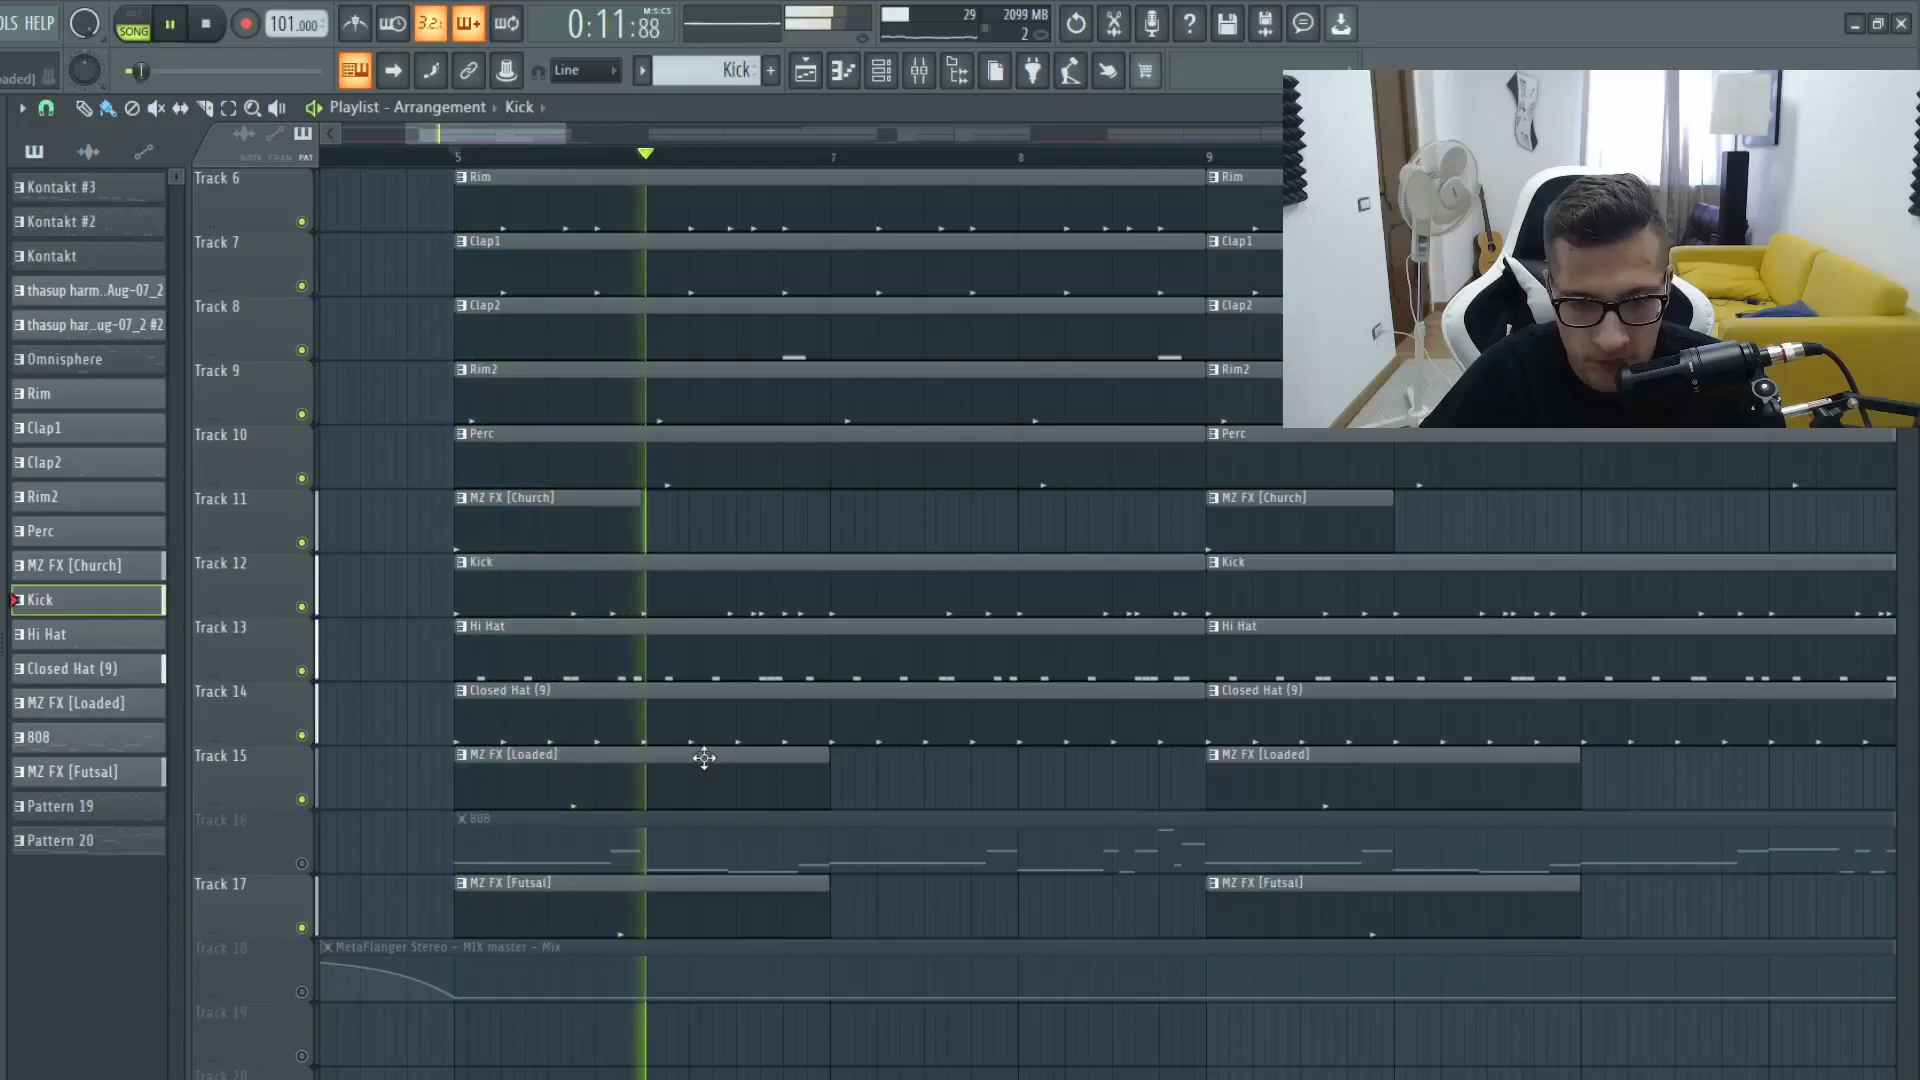 OLS HELP
SONG
101.000
3.2:
0:11:88
M:S:CS
29
2099 MB
2
oaded]
Line
Kick
Playlist - Arrangement › Kick ›
NOTE CHAN PAT
5
7
8
9
Kontakt #3
Kontakt #2
Kontakt
thasup harm..Aug-07_2
thasup har..ug-07_2 #2
Omnisphere
Rim
Clap1
Clap2
Rim2
Perc
MZ FX [Church]
Kick
Hi Hat
Closed Hat (9)
MZ FX [Loaded]
808
MZ FX [Futsal]
Pattern 19
Pattern 20
Track 6
Rim
Rim
Track 7
Clap1
Clap1
Track 8
Clap2
Clap2
Track 9
Rim2
Rim2
Track 10
Perc
Perc
Track 11
MZ FX [Church]
MZ FX [Church]
Track 12
Kick
Kick
Track 13
Hi Hat
Hi Hat
Track 14
Closed Hat (9)
Closed Hat (9)
Track 15
MZ FX [Loaded]
MZ FX [Loaded]
Track 16
808
Track 17
MZ FX [Futsal]
MZ FX [Futsal]
Track 18
MetaFlanger Stereo - MIX master - Mix
Track 19
Track 20